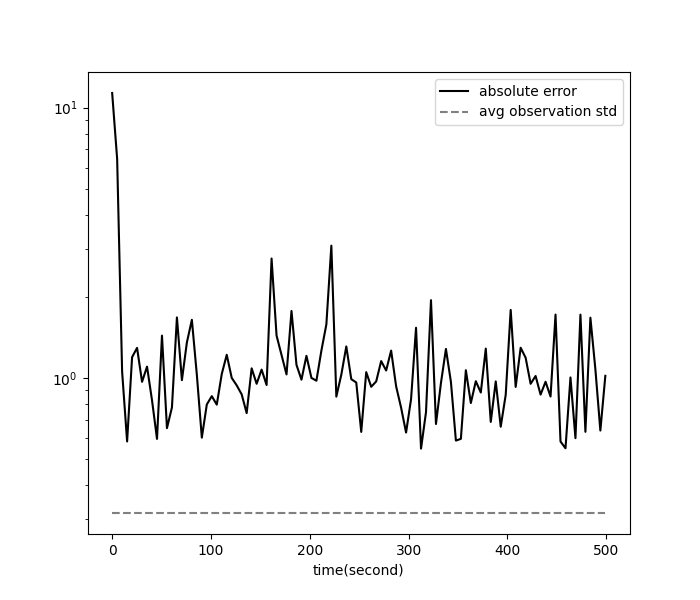 absolute error
avg observation std
10¹
10⁰
0 100 200 300 400 500
time(second)